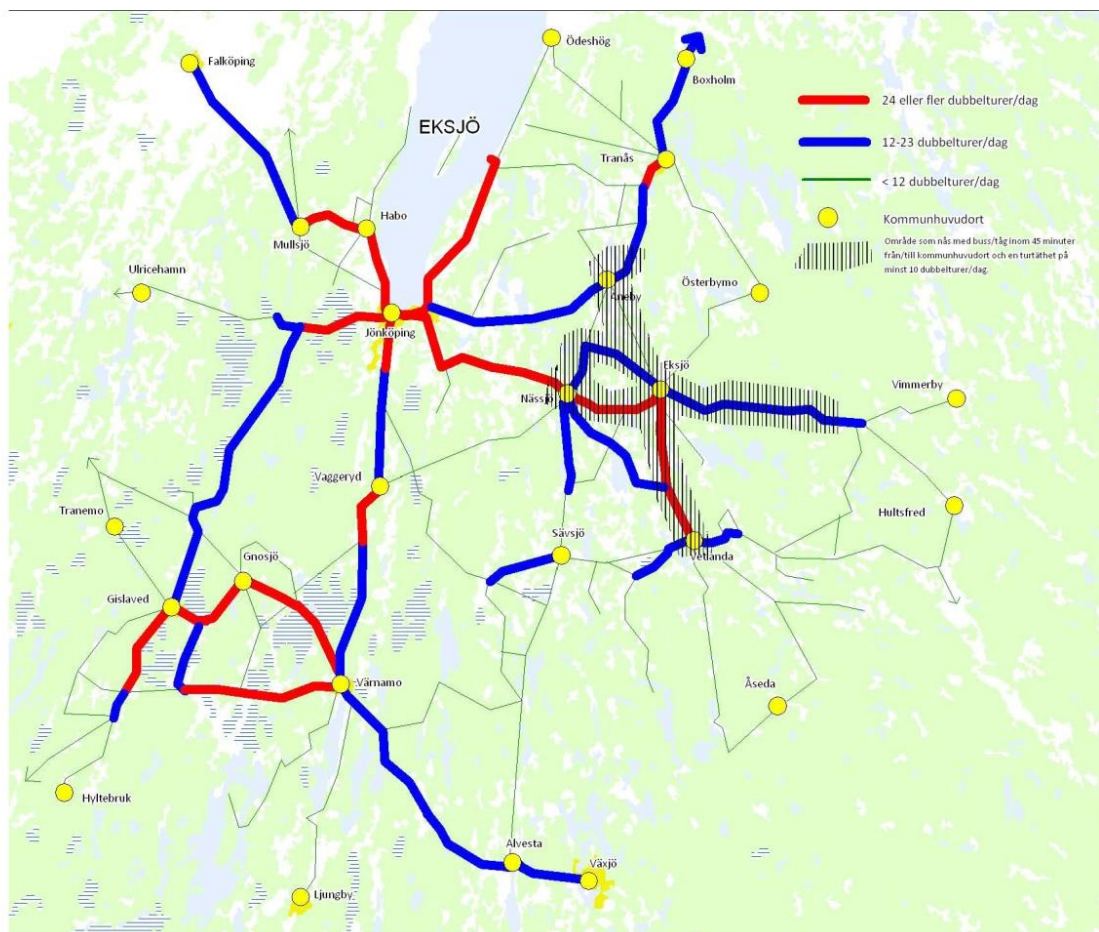 Ödeshög
Falköping
Boxholm
24 eller fler dubbelturer/dag
EKSJÖ
12-23 dubbelturer/dag
Tranås
< 12 dubbelturer/dag
Habo
Kommunhuvudort
Mullsjö
Område som nås med buss/tåg inom 45 minuter
från/till kommunhuvudort och en turtäthet på
minst 10 dubbelturer/dag.
Ulricehamn
Österbymo
Aneby
Jönköping
Eksjö
Vimmerby
Nässjö
Vaggeryd
Tranemo
Hultsfred
Sävsjö
Gnosjö
Vetlanda
Gislaved
Värnamo
Åseda
Hyltebruk
Alvesta
Växjö
Ljungby